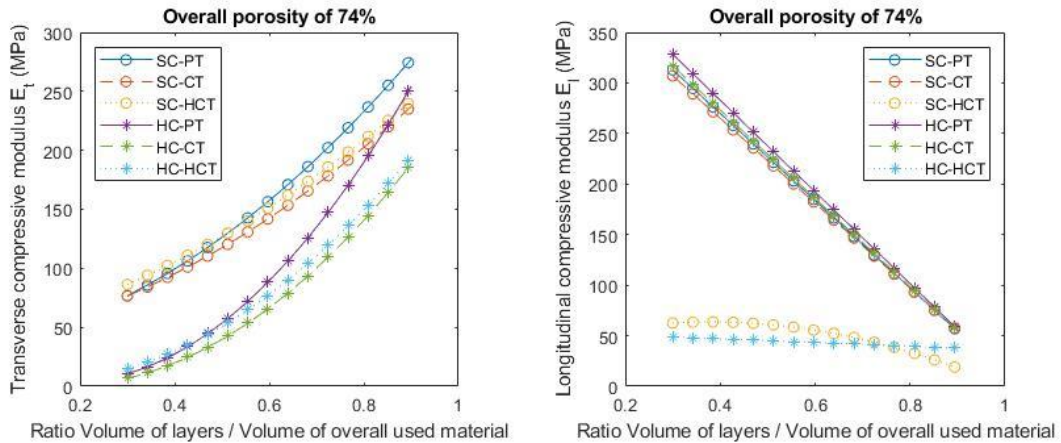 Overall porosity of 74%
Transverse compressive modulus E_t (MPa)
300
250
200
150
100
50
0
SC-PT
SC-CT
SC-HCT
HC-PT
HC-CT
HC-HCT
0.2
0.4
0.6
0.8
1
Ratio Volume of layers / Volume of overall used material
Overall porosity of 74%
Longitudinal compressive modulus E_l (MPa)
350
300
250
200
150
100
50
0
SC-PT
SC-CT
SC-HCT
HC-PT
HC-CT
HC-HCT
0.2
0.4
0.6
0.8
1
Ratio Volume of layers / Volume of overall used material